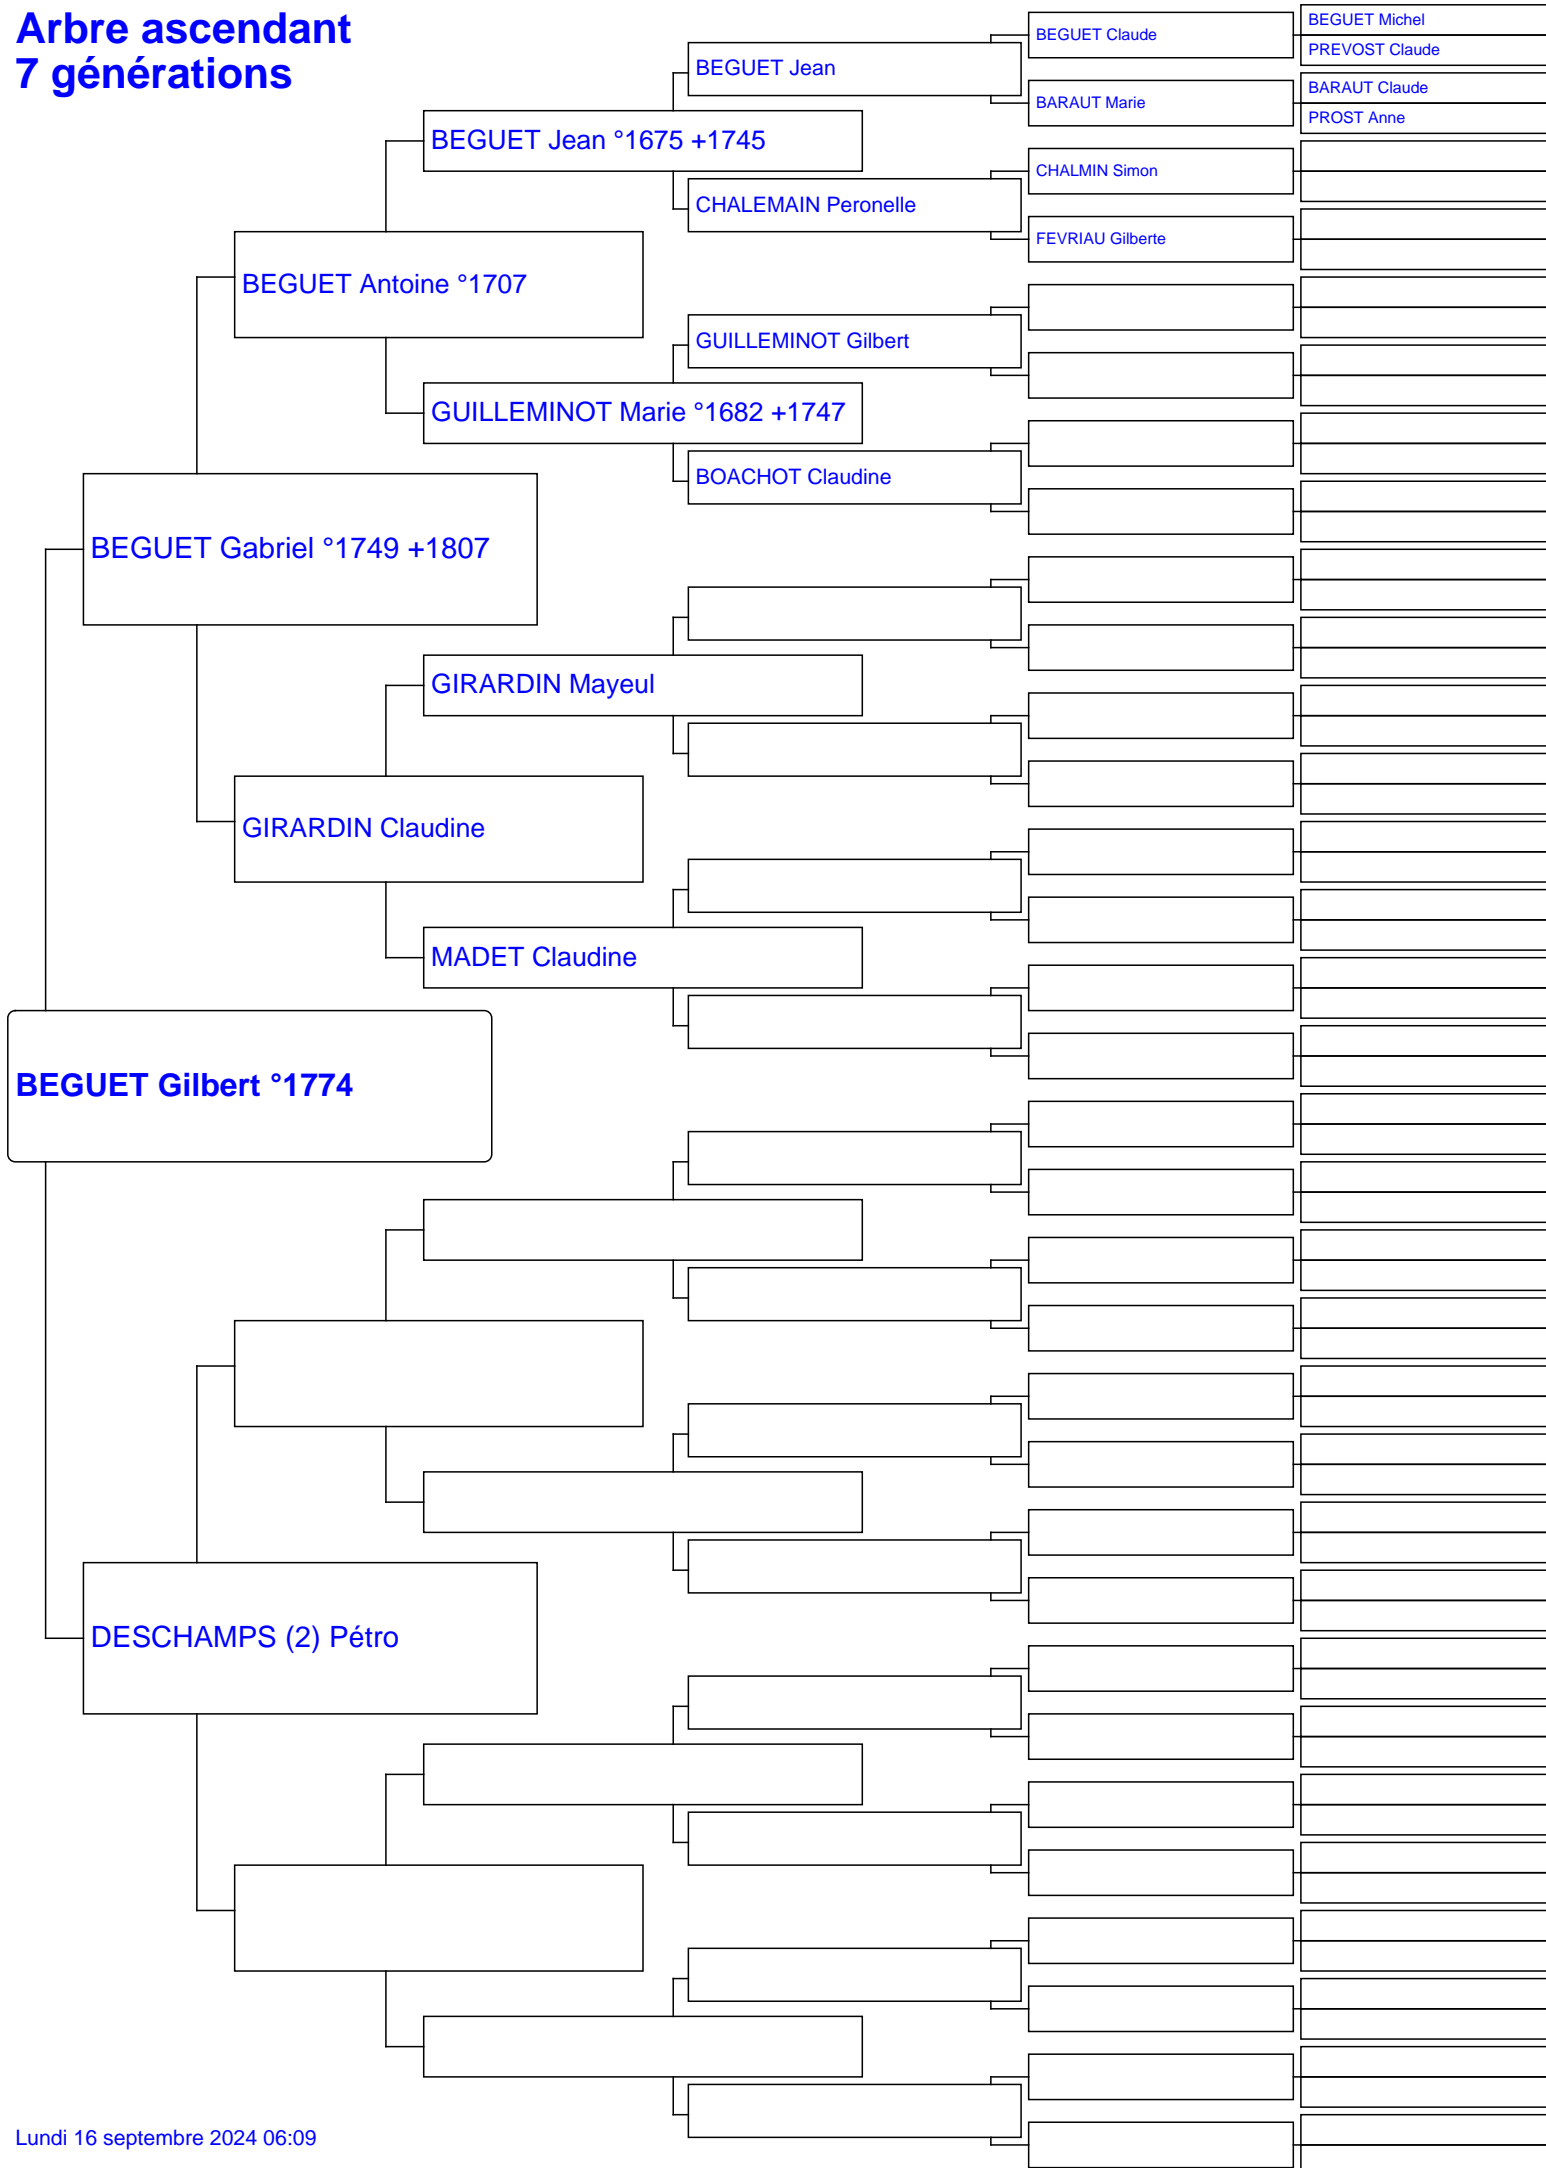 Arbre ascendant
7 générations
BEGUET Claude
BEGUET Michel
PREVOST Claude
BEGUET Jean
BARAUT Marie
BARAUT Claude
PROST Anne
BEGUET Jean °1675 +1745
CHALMIN Simon
CHALEMAIN Peronelle
FEVRIAU Gilberte
BEGUET Antoine °1707
GUILLEMINOT Gilbert
GUILLEMINOT Marie °1682 +1747
BOACHOT Claudine
BEGUET Gabriel °1749 +1807
GIRARDIN Mayeul
GIRARDIN Claudine
MADET Claudine
BEGUET Gilbert °1774
DESCHAMPS (2) Pétro
Lundi 16 septembre 2024 06:09